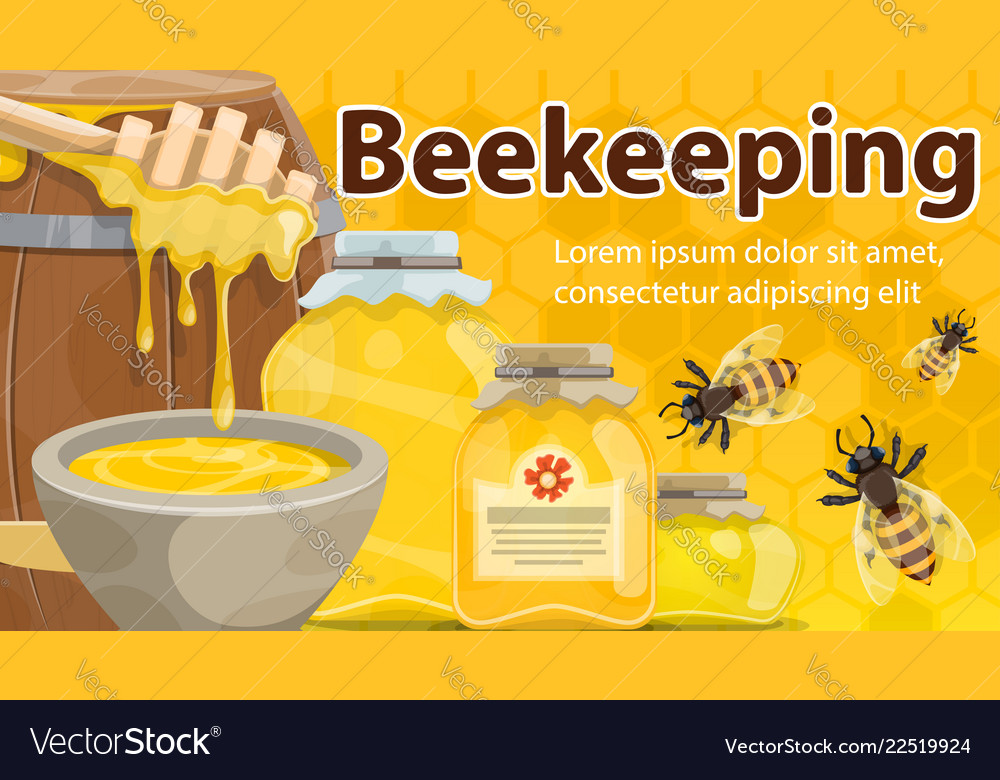 Beekeeping
Lorem ipsum dolor sit amet,
consectetur adipiscing elit
VectorStock®
VectorStock.com/22519924